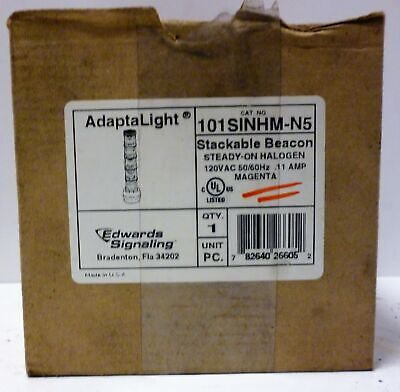 AdaptaLight®
CAT. NO.
101SINHM-N5
Stackable Beacon
STEADY-ON HALOGEN
120VAC 50/60Hz .11 AMP
MAGENTA
C UL US
LISTED
Edwards
Signaling
Bradenton, Fla 34202
QTY.
1
UNIT
PC.
7 82640 26605 2
Made in U.S.A.